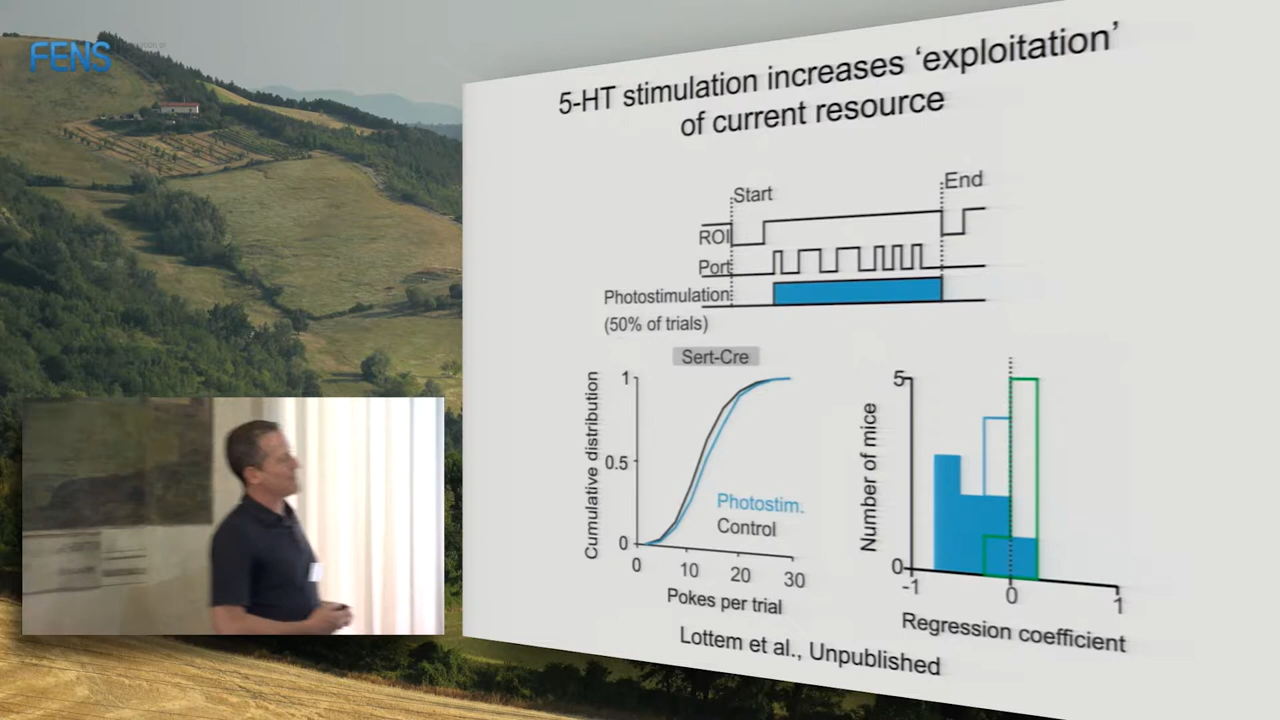 FENS
5-HT stimulation increases ‘exploitation’
of current resource
Start
End
ROI
Port
Photostimulation
(50% of trials)
Sert-Cre
Cumulative distribution
1
0.5
0
0
10
20
30
Photostim.
Control
Pokes per trial
Number of mice
5
0
-1
0
1
Regression coefficient
Lottem et al., Unpublished